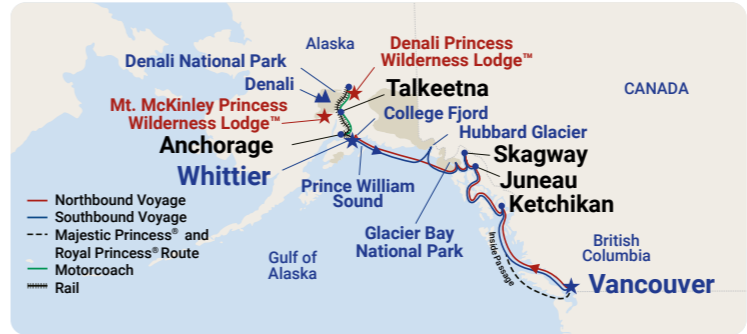 Alaska
Denali Princess
Wilderness Lodge™
Denali National Park
Denali
Talkeetna
CANADA
Mt. McKinley Princess
Wilderness Lodge™
College Fjord
Hubbard Glacier
Anchorage
Skagway
Whittier
Juneau
Prince William
Sound
Ketchikan
Glacier Bay
National Park
Northbound Voyage
Southbound Voyage
Majestic Princess® and
Royal Princess® Route
Motorcoach
Rail
Gulf of
Alaska
Inside Passage
British
Columbia
Vancouver